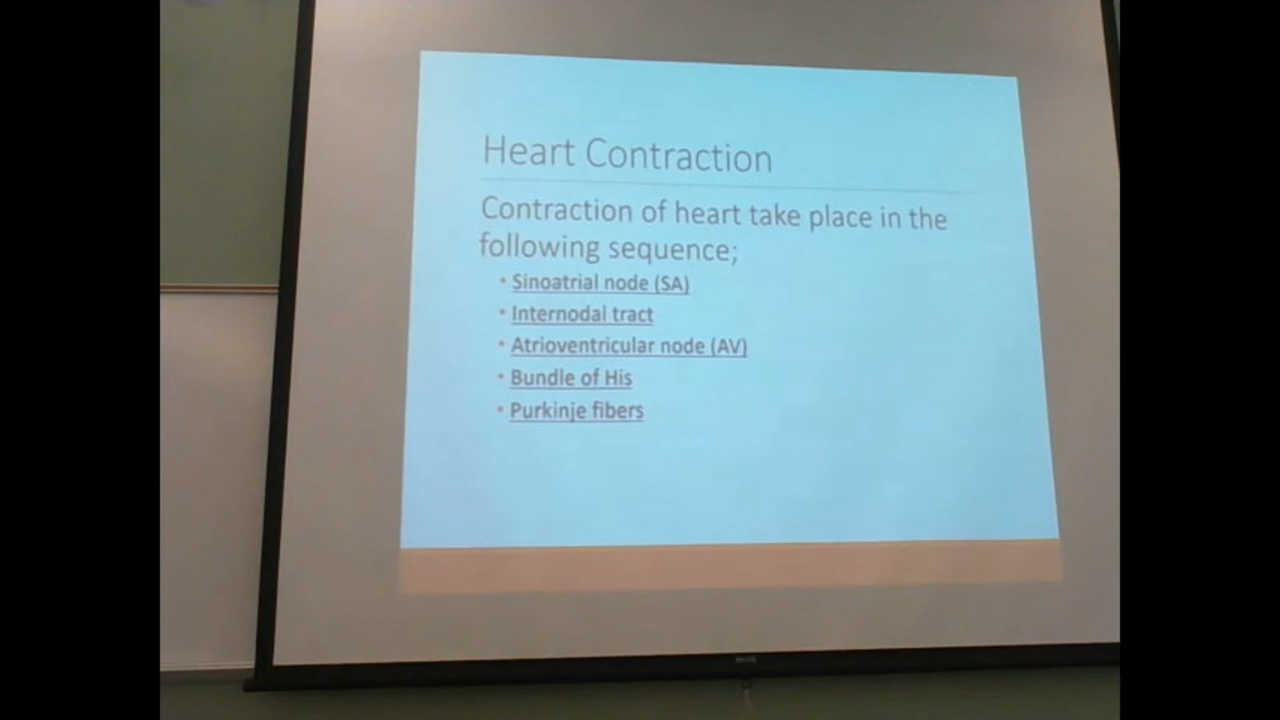 Heart Contraction
Contraction of heart take place in the
following sequence;
• Sinoatrial node (SA)
• Internodal tract
• Atrioventricular node (AV)
• Bundle of His
• Purkinje fibers